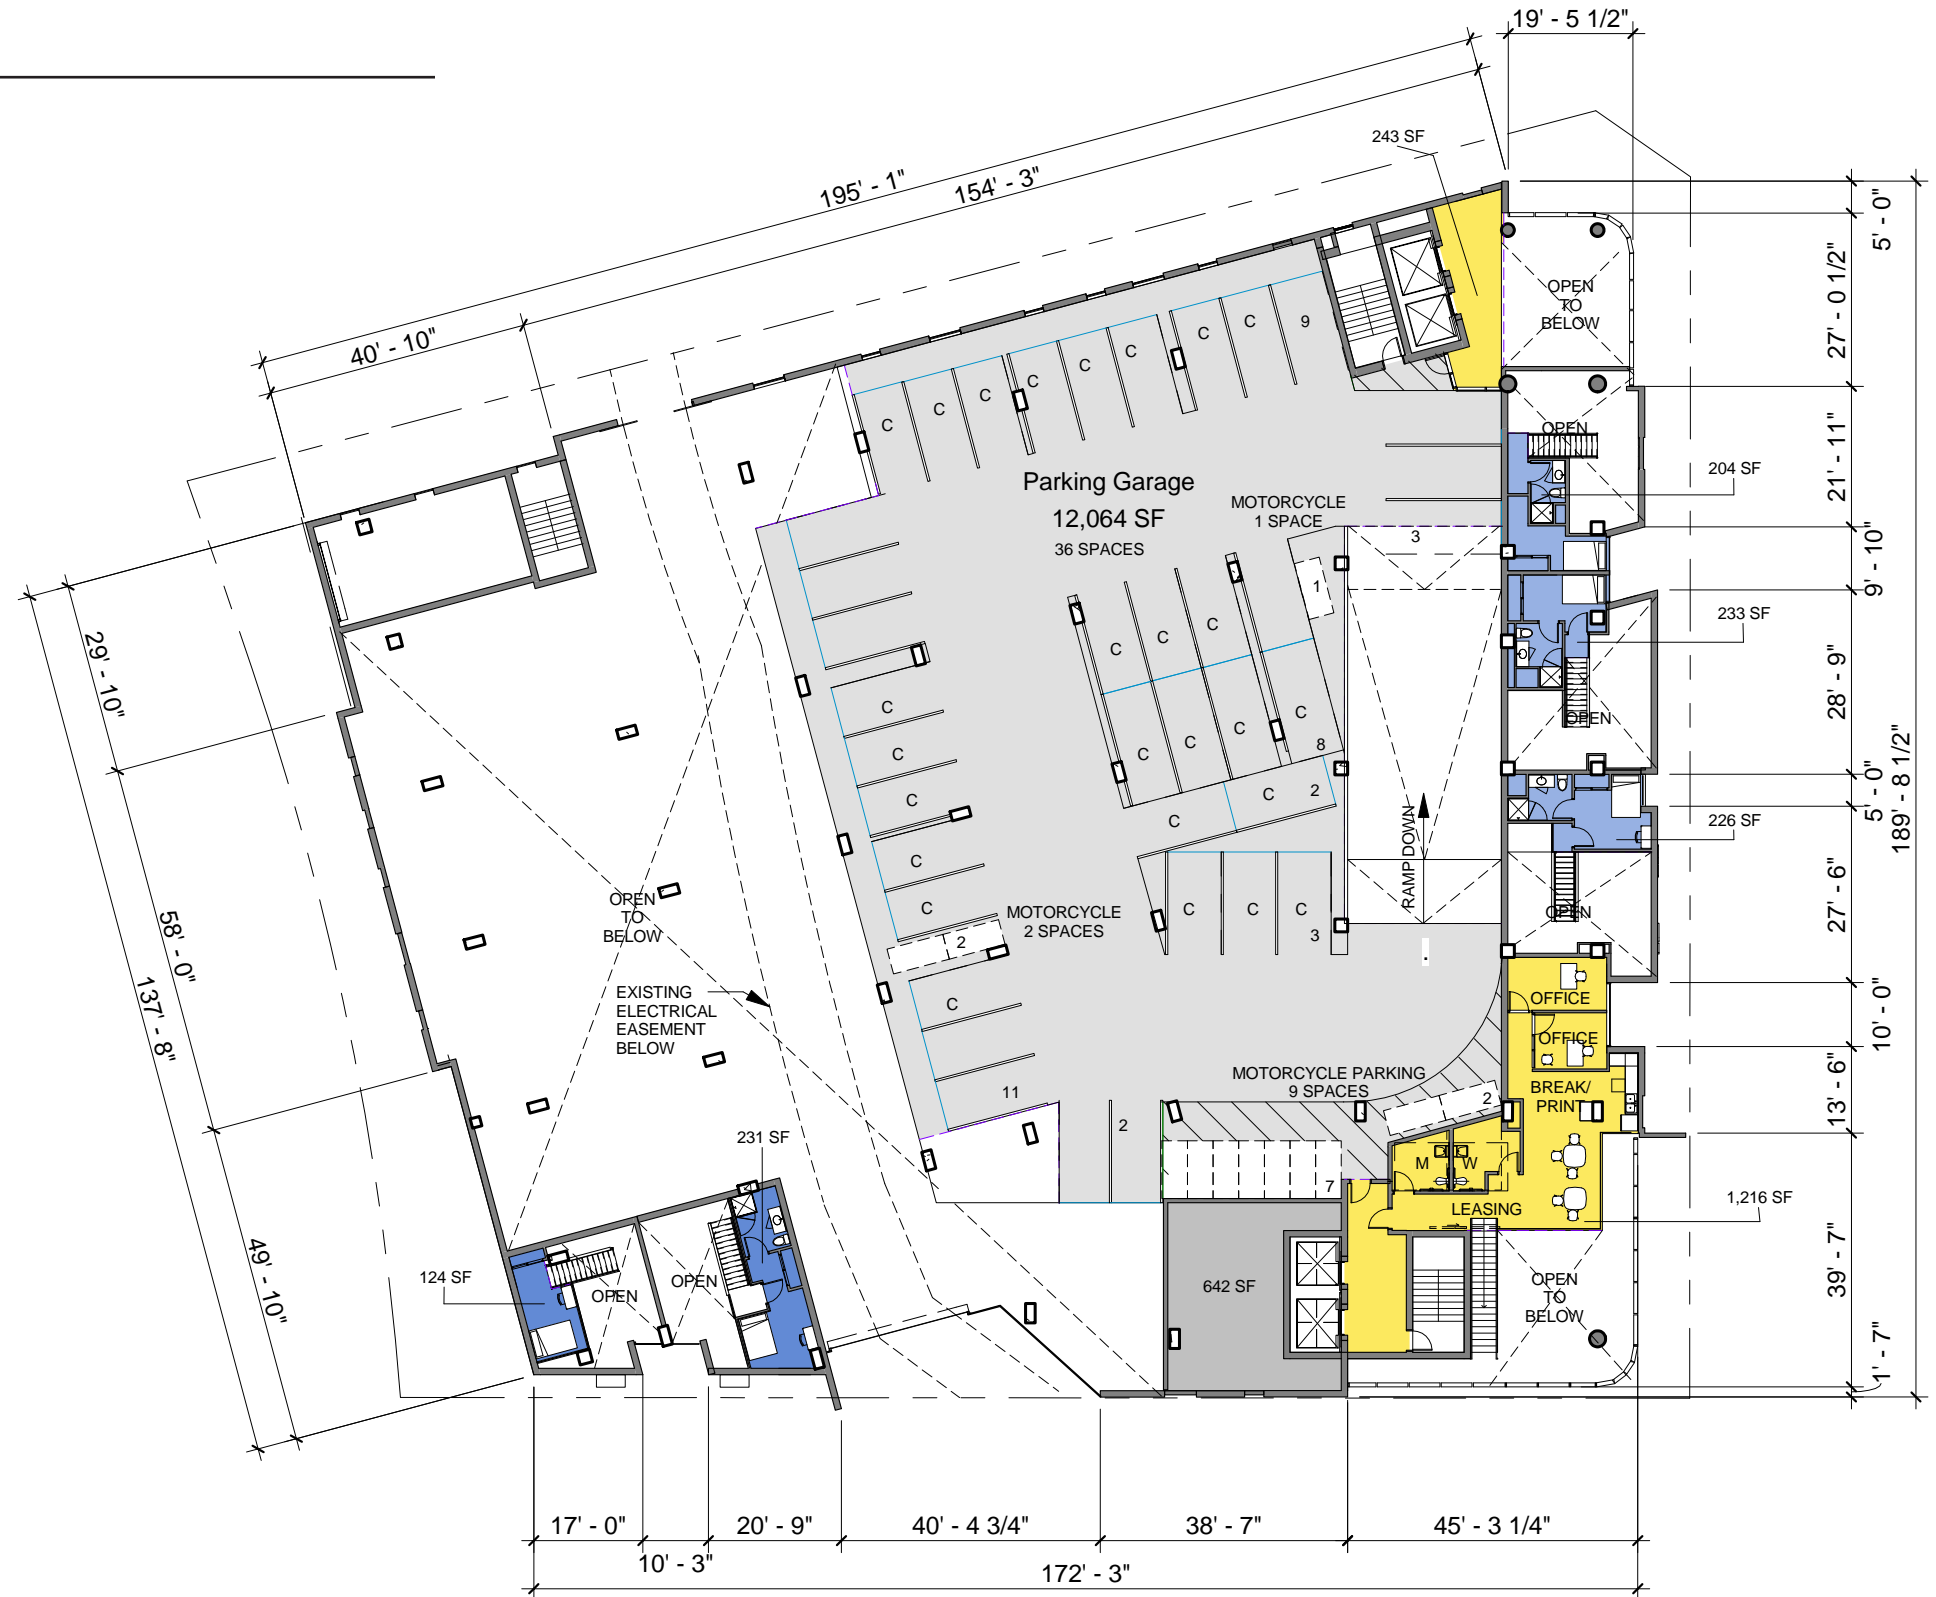 19' - 5 1/2"
195' - 1"
154' - 3"
40' - 10"
243 SF
5' - 0"
27' - 0 1/2"
21' - 11"
9' - 10"
28' - 9"
5' - 0"
189' - 8 1/2"
27' - 6"
10' - 0"
13' - 6"
39' - 7"
1' - 7"
OPEN
TO
BELOW
C
C
9
C
C
C
C
C
C
C
Parking Garage
12,064 SF
36 SPACES
MOTORCYCLE
1 SPACE
3
1
OPEN
204 SF
233 SF
OPEN
226 SF
OPEN
C
C
C
C
C
C
C
8
C
2
C
C
C
C
C
C
3
RAMP DOWN
C
C
2
MOTORCYCLE
2 SPACES
C
11
2
OPEN
TO
BELOW
EXISTING
ELECTRICAL
EASEMENT
BELOW
29' - 10"
58' - 0"
137' - 8"
49' - 10"
OFFICE
OFFICE
BREAK/
PRINT
MOTORCYCLE PARKING
9 SPACES
2
7
M
W
LEASING
1,216 SF
231 SF
124 SF
OPEN
OPEN
642 SF
OPEN
TO
BELOW
17' - 0"
10' - 3"
20' - 9"
40' - 4 3/4"
38' - 7"
45' - 3 1/4"
172' - 3"